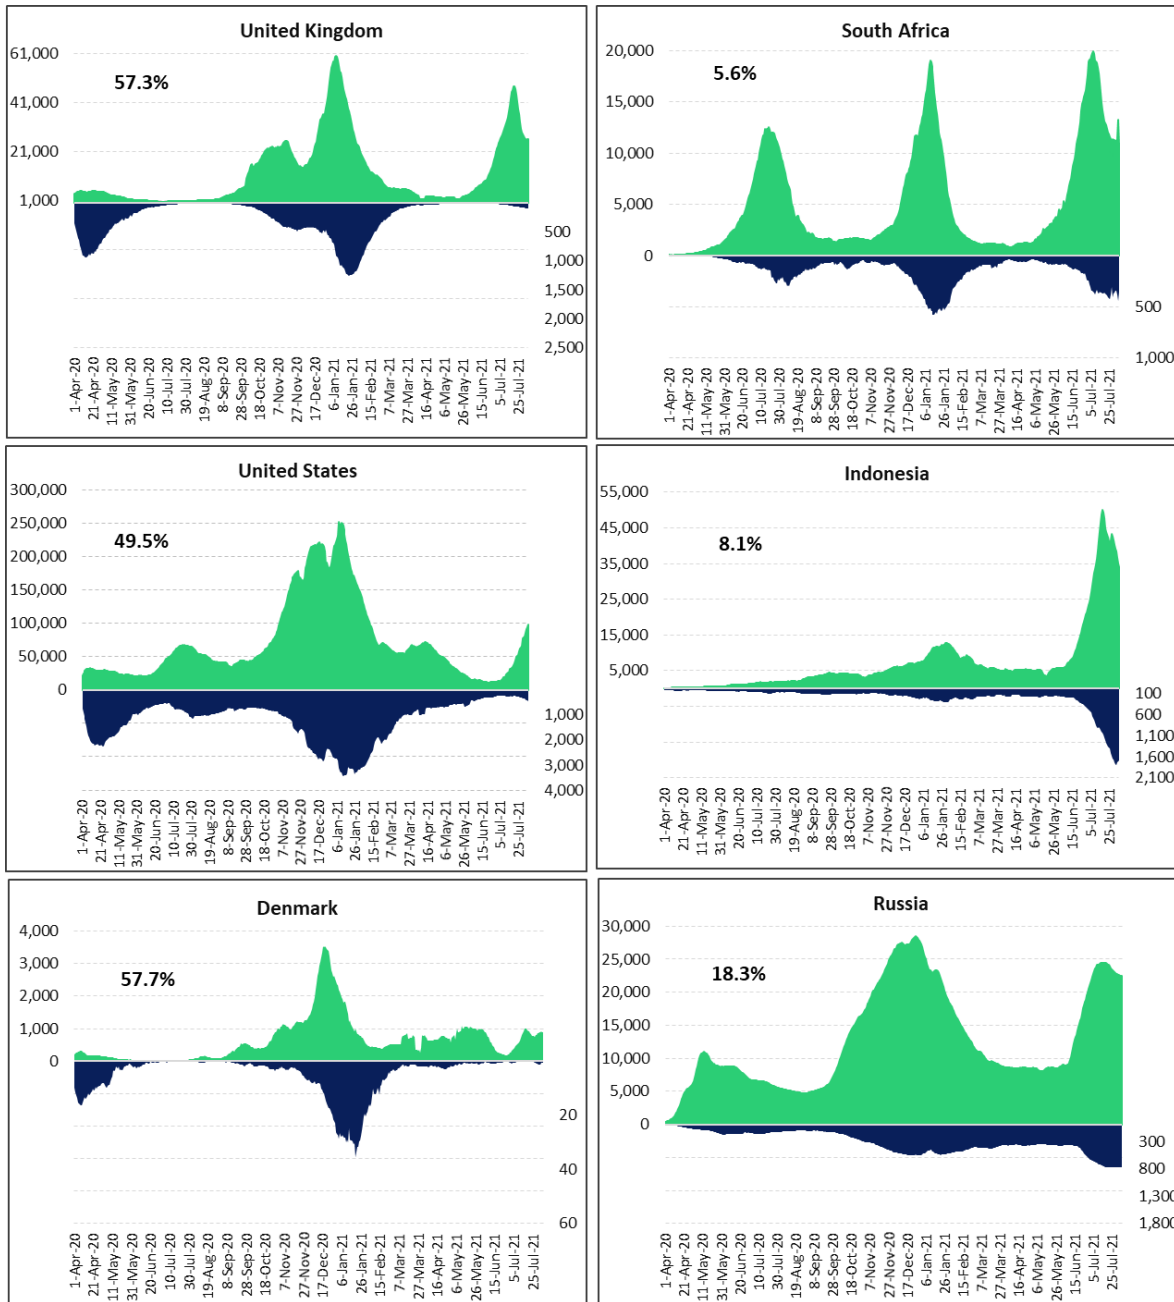 United Kingdom
57.3%
61,000
41,000
21,000
1,000
500
1,000
1,500
2,000
2,500
1-Apr-20
21-Apr-20
11-May-20
31-May-20
20-Jun-20
10-Jul-20
30-Jul-20
19-Aug-20
8-Sep-20
28-Sep-20
18-Oct-20
7-Nov-20
27-Nov-20
17-Dec-20
6-Jan-21
26-Jan-21
15-Feb-21
7-Mar-21
27-Mar-21
16-Apr-21
6-May-21
26-May-21
15-Jun-21
5-Jul-21
25-Jul-21
South Africa
5.6%
20,000
15,000
10,000
5,000
0
500
1,000
1-Apr-20
21-Apr-20
11-May-20
31-May-20
20-Jun-20
10-Jul-20
30-Jul-20
19-Aug-20
8-Sep-20
28-Sep-20
18-Oct-20
7-Nov-20
27-Nov-20
17-Dec-20
6-Jan-21
26-Jan-21
15-Feb-21
7-Mar-21
27-Mar-21
16-Apr-21
6-May-21
26-May-21
15-Jun-21
5-Jul-21
25-Jul-21
United States
49.5%
300,000
250,000
200,000
150,000
100,000
50,000
0
1,000
2,000
3,000
4,000
1-Apr-20
21-Apr-20
11-May-20
31-May-20
20-Jun-20
10-Jul-20
30-Jul-20
19-Aug-20
8-Sep-20
28-Sep-20
18-Oct-20
7-Nov-20
27-Nov-20
17-Dec-20
6-Jan-21
26-Jan-21
15-Feb-21
7-Mar-21
27-Mar-21
16-Apr-21
6-May-21
26-May-21
15-Jun-21
5-Jul-21
25-Jul-21
Indonesia
8.1%
55,000
45,000
35,000
25,000
15,000
5,000
100
600
1,100
1,600
2,100
1-Apr-20
21-Apr-20
11-May-20
31-May-20
20-Jun-20
10-Jul-20
30-Jul-20
19-Aug-20
8-Sep-20
28-Sep-20
18-Oct-20
7-Nov-20
27-Nov-20
17-Dec-20
6-Jan-21
26-Jan-21
15-Feb-21
7-Mar-21
27-Mar-21
16-Apr-21
6-May-21
26-May-21
15-Jun-21
5-Jul-21
25-Jul-21
Denmark
57.7%
4,000
3,000
2,000
1,000
0
20
40
60
1-Apr-20
21-Apr-20
11-May-20
31-May-20
20-Jun-20
10-Jul-20
30-Jul-20
19-Aug-20
8-Sep-20
28-Sep-20
18-Oct-20
7-Nov-20
27-Nov-20
17-Dec-20
6-Jan-21
26-Jan-21
15-Feb-21
7-Mar-21
27-Mar-21
16-Apr-21
6-May-21
26-May-21
15-Jun-21
5-Jul-21
25-Jul-21
Russia
18.3%
30,000
25,000
20,000
15,000
10,000
5,000
0
300
800
1,300
1,800
1-Apr-20
21-Apr-20
11-May-20
31-May-20
20-Jun-20
10-Jul-20
30-Jul-20
19-Aug-20
8-Sep-20
28-Sep-20
18-Oct-20
7-Nov-20
27-Nov-20
17-Dec-20
6-Jan-21
26-Jan-21
15-Feb-21
7-Mar-21
27-Mar-21
16-Apr-21
6-May-21
26-May-21
15-Jun-21
5-Jul-21
25-Jul-21